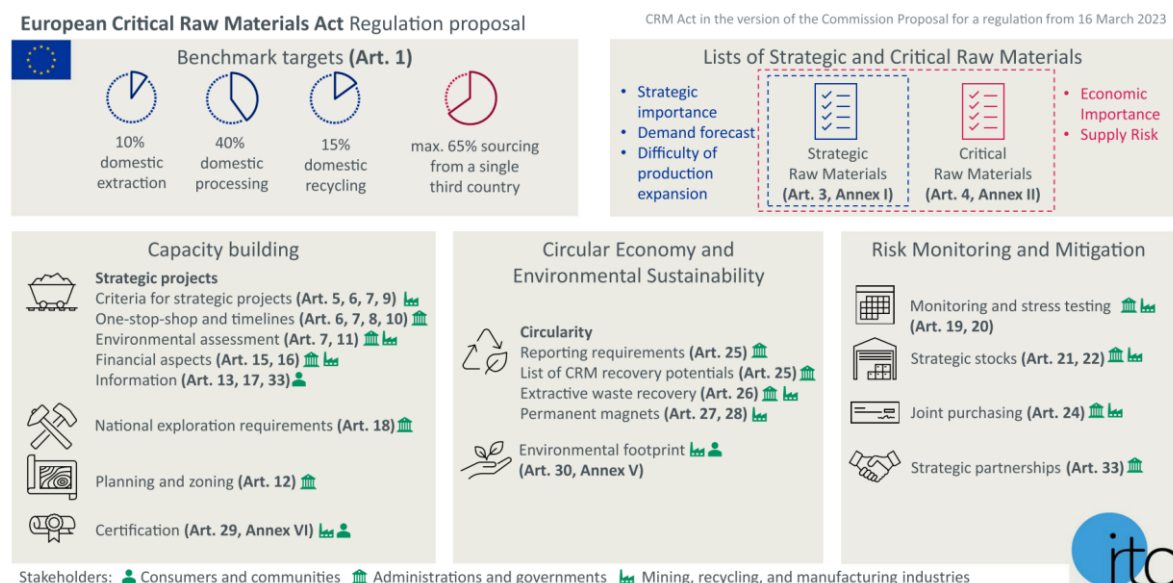 European Critical Raw Materials Act Regulation proposal
CRM Act in the version of the Commission Proposal for a regulation from 16 March 2023
Benchmark targets (Art. 1)
10%
domestic
extraction
40%
domestic
processing
15%
domestic
recycling
max. 65% sourcing
from a single
third country
Lists of Strategic and Critical Raw Materials
• Strategic
importance
• Demand forecast
• Difficulty of
production
expansion
Strategic
Raw Materials
(Art. 3, Annex I)
Critical
Raw Materials
(Art. 4, Annex II)
• Economic
Importance
• Supply Risk
Capacity building
Strategic projects
Criteria for strategic projects (Art. 5, 6, 7, 9)
One-stop-shop and timelines (Art. 6, 7, 8, 10)
Environmental assessment (Art. 7, 11)
Financial aspects (Art. 15, 16)
Information (Art. 13, 17, 33)
National exploration requirements (Art. 18)
Planning and zoning (Art. 12)
Certification (Art. 29, Annex VI)
Circular Economy and
Environmental Sustainability
Circularity
Reporting requirements (Art. 25)
List of CRM recovery potentials (Art. 25)
Extractive waste recovery (Art. 26)
Permanent magnets (Art. 27, 28)
Environmental footprint
(Art. 30, Annex V)
Risk Monitoring and Mitigation
Monitoring and stress testing
(Art. 19, 20)
Strategic stocks (Art. 21, 22)
Joint purchasing (Art. 24)
Strategic partnerships (Art. 33)
Stakeholders: Consumers and communities Administrations and governments Mining, recycling, and manufacturing industries